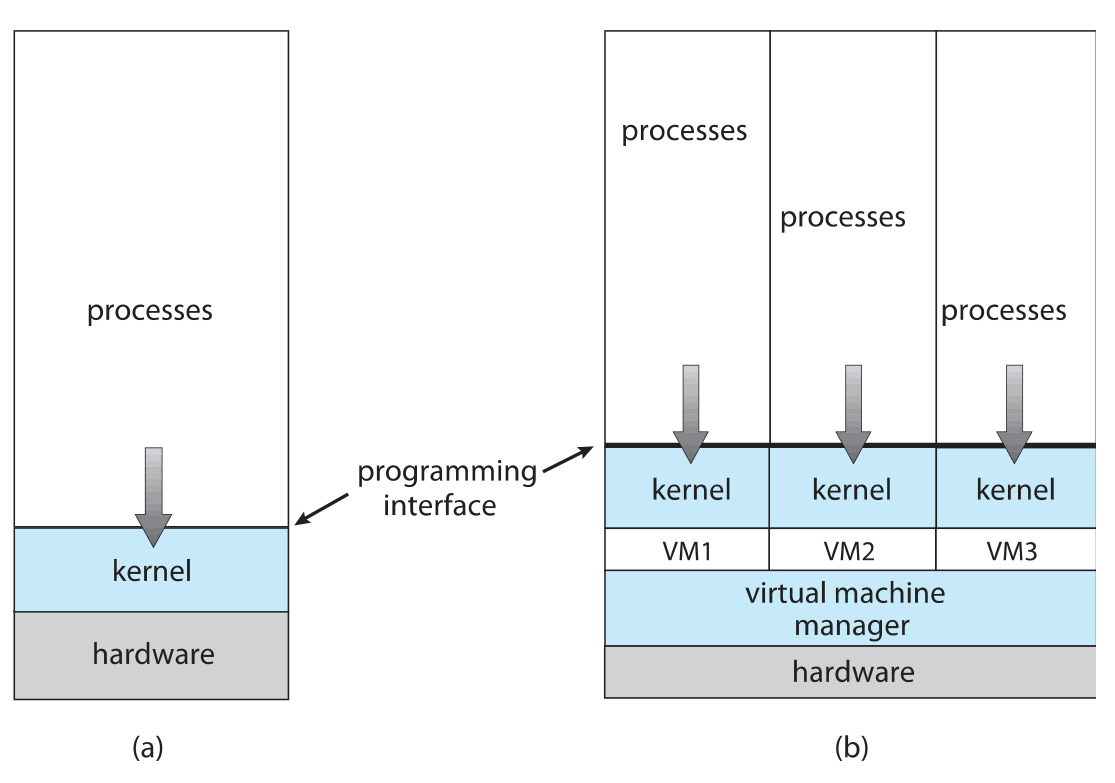 processes
kernel
hardware
(a)
programming
interface
processes
processes
processes
kernel
kernel
kernel
VM1
VM2
VM3
virtual machine
manager
hardware
(b)